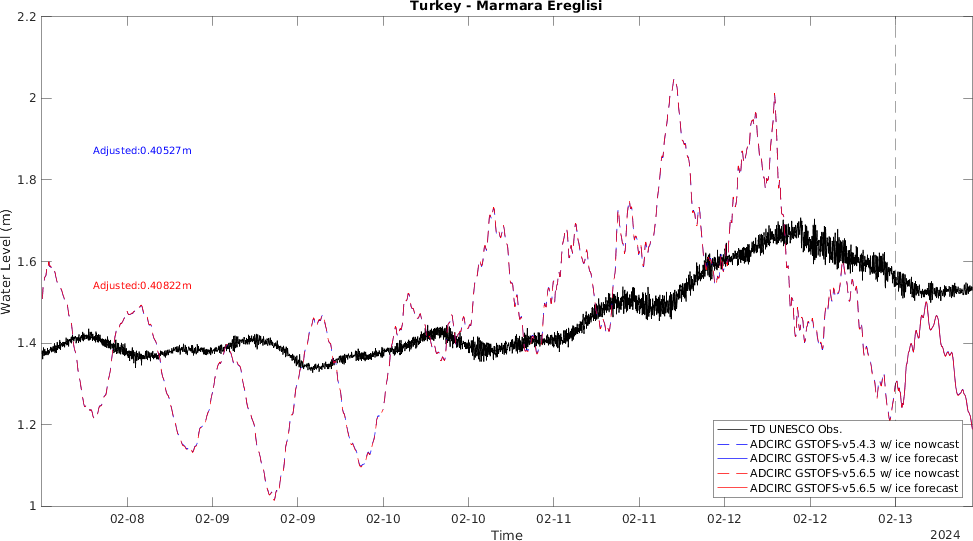 Turkey - Marmara Ereglisi
2.2
2
1.8
1.6
1.4
1.2
1
Water Level (m)
Adjusted:0.40527m
Adjusted:0.40822m
TD UNESCO Obs.
ADCIRC GSTOFS-v5.4.3 w/ ice nowcast
ADCIRC GSTOFS-v5.4.3 w/ ice forecast
ADCIRC GSTOFS-v5.6.5 w/ ice nowcast
ADCIRC GSTOFS-v5.6.5 w/ ice forecast
02-08 02-09 02-09 02-10 02-10 02-11 02-11 02-12 02-12 02-13
Time
2024